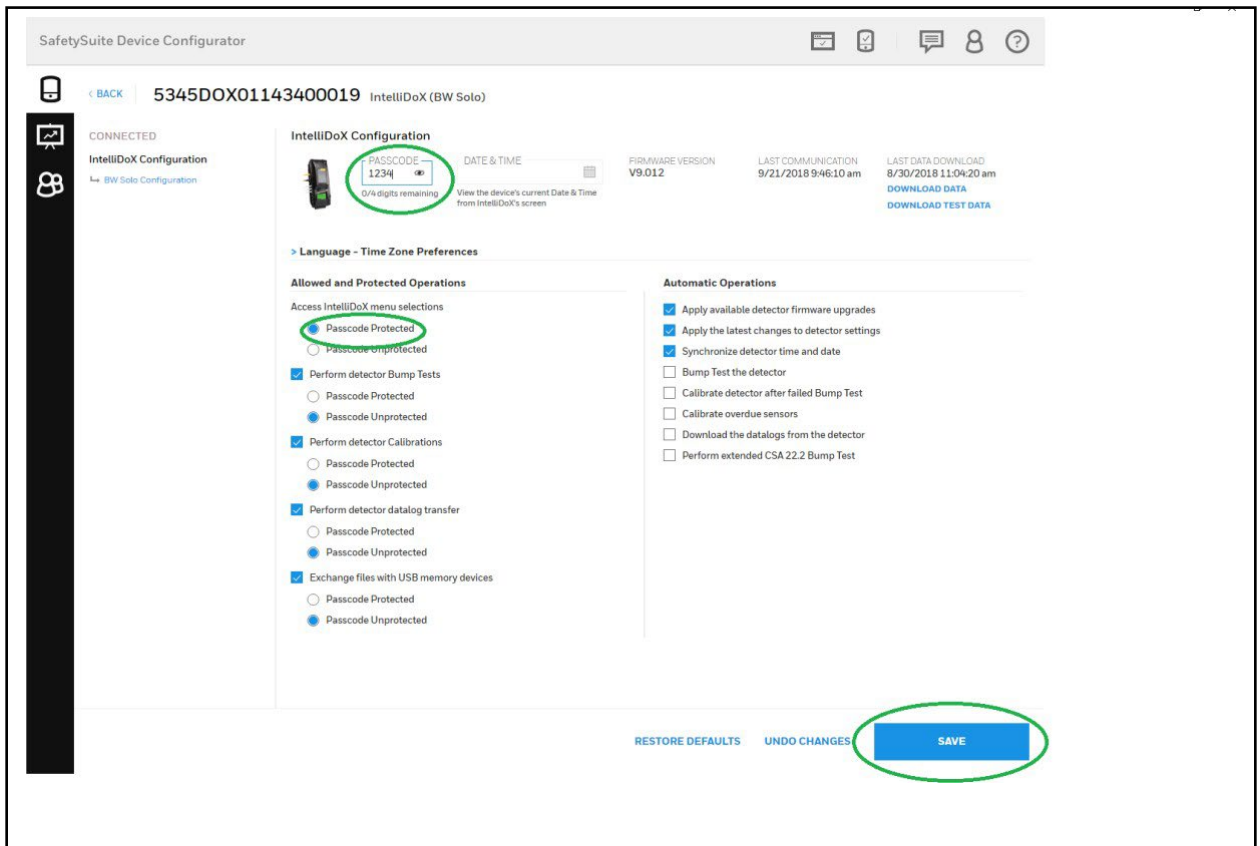 SafetySuite Device Configurator
< BACK
5345DOX01143400019 IntelliDoX (BW Solo)
CONNECTED
IntelliDoX Configuration
BW Solo Configuration
IntelliDoX Configuration
PASSCODE
1234
0/4 digits remaining
DATE & TIME
View the device's current Date & Time
from IntelliDoX's screen
FIRMWARE VERSION
V9.012
LAST COMMUNICATION
9/21/2018 9:46:10 am
LAST DATA DOWNLOAD
8/30/2018 11:04:20 am
DOWNLOAD DATA
DOWNLOAD TEST DATA
> Language - Time Zone Preferences
Allowed and Protected Operations
Access IntelliDoX menu selections
Passcode Protected
Passcode Unprotected
Perform detector Bump Tests
Passcode Protected
Passcode Unprotected
Perform detector Calibrations
Passcode Protected
Passcode Unprotected
Perform detector datalog transfer
Passcode Protected
Passcode Unprotected
Exchange files with USB memory devices
Passcode Protected
Passcode Unprotected
Automatic Operations
Apply available detector firmware upgrades
Apply the latest changes to detector settings
Synchronize detector time and date
Bump Test the detector
Calibrate detector after failed Bump Test
Calibrate overdue sensors
Download the datalogs from the detector
Perform extended CSA 22.2 Bump Test
RESTORE DEFAULTS
UNDO CHANGES
SAVE